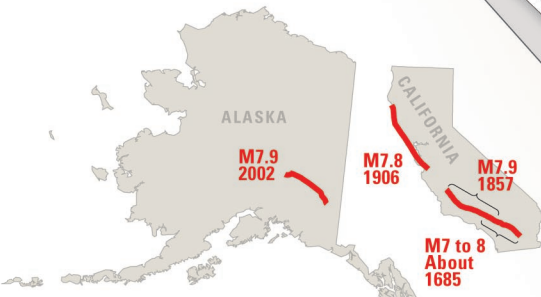 ALASKA
M7.9
2002
CALIFORNIA
M7.8
1906
M7.9
1857
M7 to 8
About
1685